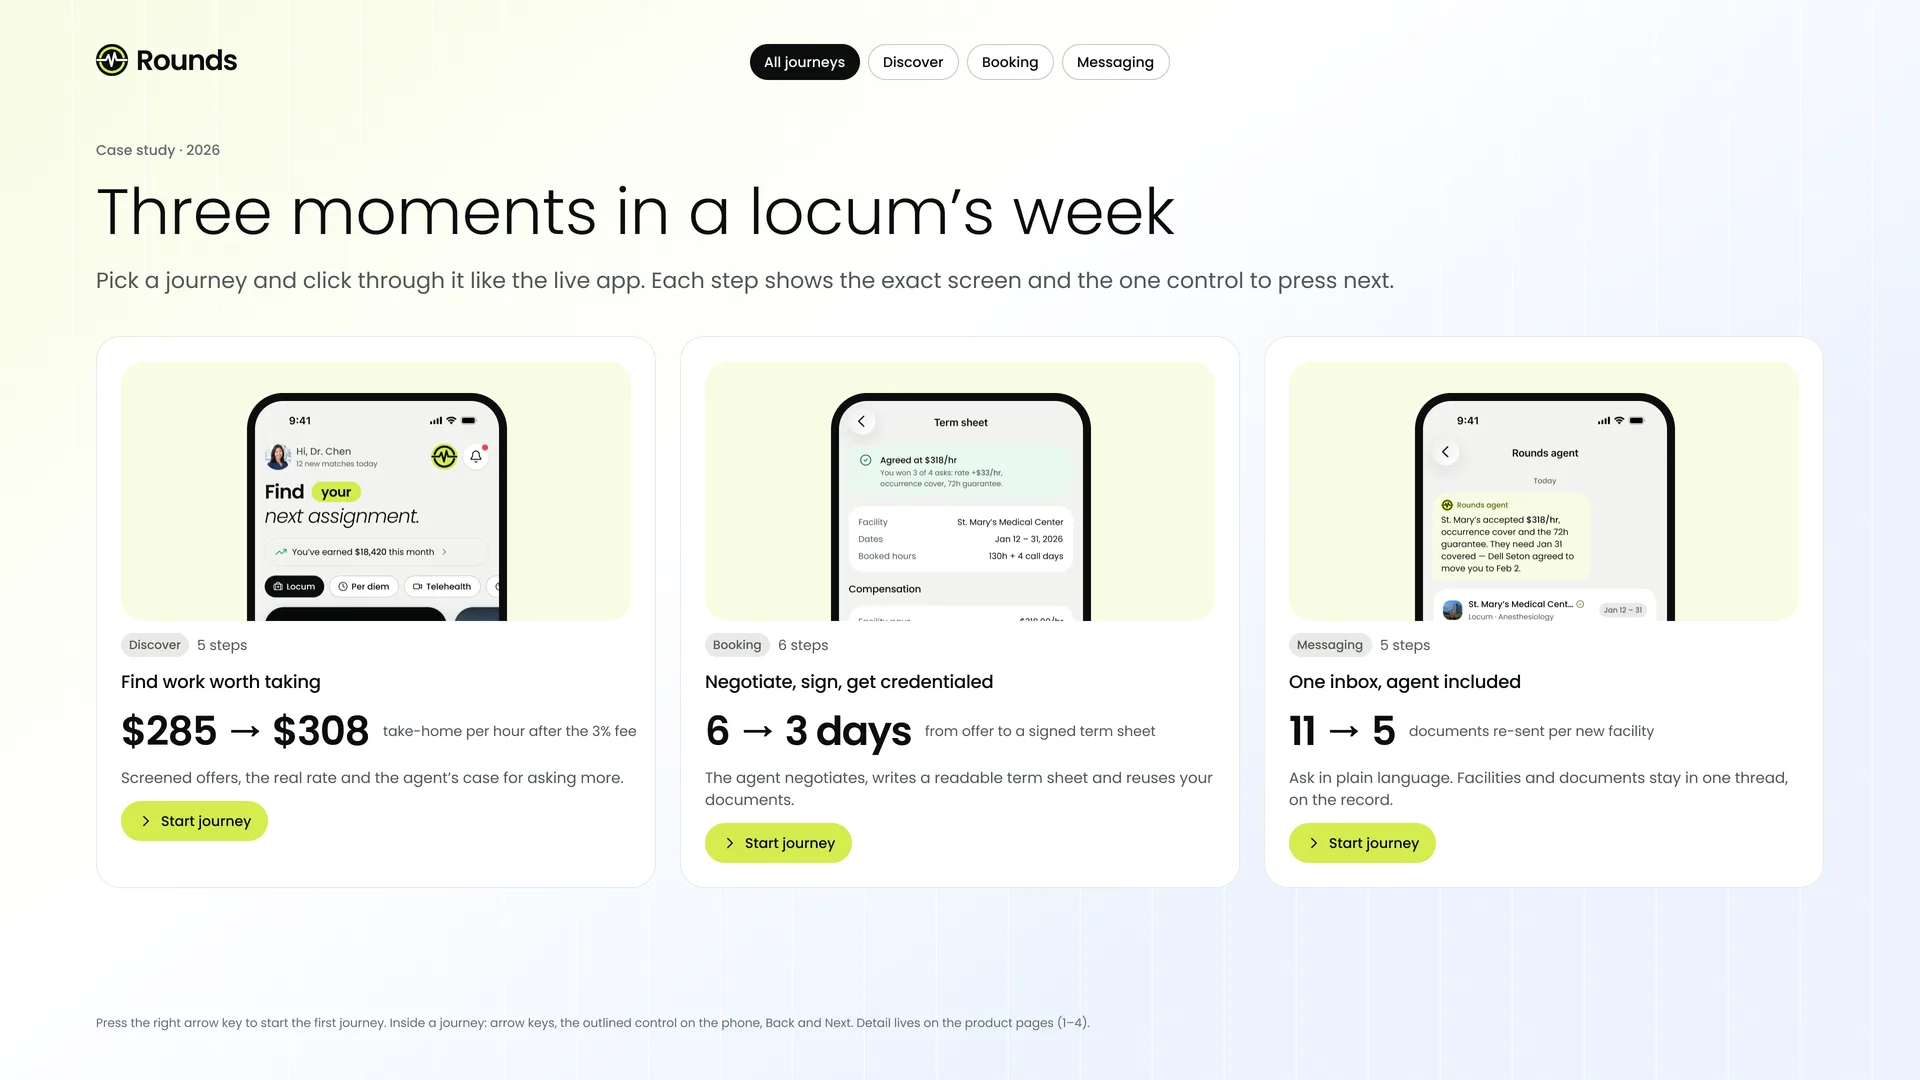 Rounds
All journeys
Discover
Booking
Messaging
Case study · 2026
Three moments in a locum’s week
Pick a journey and click through it like the live app. Each step shows the exact screen and the one control to press next.
9:41
Hi, Dr. Chen
12 new matches today
Find your
next assignment.
You’ve earned $18,420 this month
Locum
Per diem
Telehealth
Discover
5 steps
Find work worth taking
$285 → $308 take-home per hour after the 3% fee
Screened offers, the real rate and the agent’s case for asking more.
Start journey
Term sheet
Agreed at $318/hr
You won 3 of 4 asks: rate +$33/hr,
occurrence cover, 72h guarantee.
Facility St. Mary’s Medical Center
Dates Jan 12 – 31, 2026
Booked hours 130h + 4 call days
Compensation
Booking
6 steps
Negotiate, sign, get credentialed
6 → 3 days from offer to a signed term sheet
The agent negotiates, writes a readable term sheet and reuses your
documents.
Start journey
9:41
Rounds agent
Today
Rounds agent
St. Mary’s accepted $318/hr,
occurrence cover and the 72h
guarantee. They need Jan 31
covered — Dell Seton agreed to
move you to Feb 2.
St. Mary’s Medical Cent...
Locum · Anesthesiology
Jan 12 – 31
Messaging
5 steps
One inbox, agent included
11 → 5 documents re-sent per new facility
Ask in plain language. Facilities and documents stay in one thread,
on the record.
Start journey
Press the right arrow key to start the first journey. Inside a journey: arrow keys, the outlined control on the phone, Back and Next. Detail lives on the product pages (1–4).